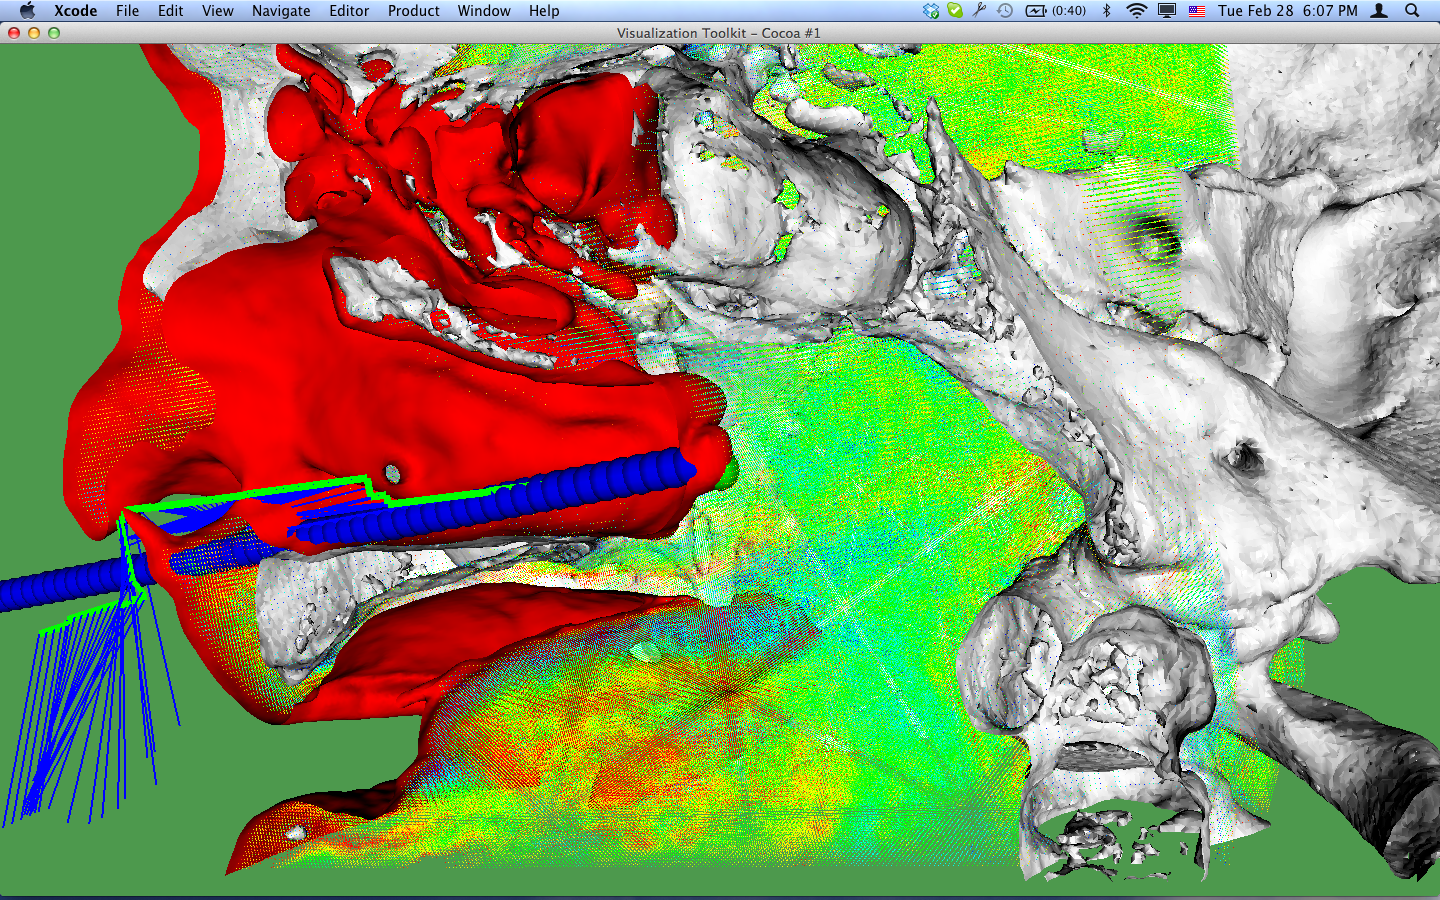 Xcode File Edit View Navigate Editor Product Window Help (0:40) Tue Feb 28 6:07 PM
Visualization Toolkit – Cocoa #1